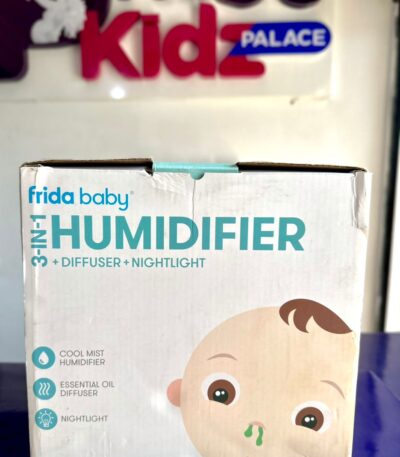 Kidz
PALACE
frida baby®
3-IN-1
HUMIDIFIER
+ DIFFUSER + NIGHTLIGHT
COOL MIST
HUMIDIFIER
ESSENTIAL OIL
DIFFUSER
NIGHTLIGHT